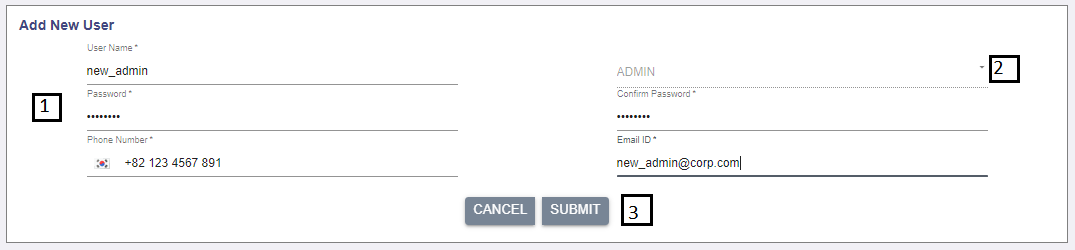 Add New User
User Name *
new_admin
ADMIN
2
1
Password *
••••••••
Confirm Password *
••••••••
Phone Number *
+82 123 4567 891
Email ID *
new_admin@corp.com
CANCEL SUBMIT 3